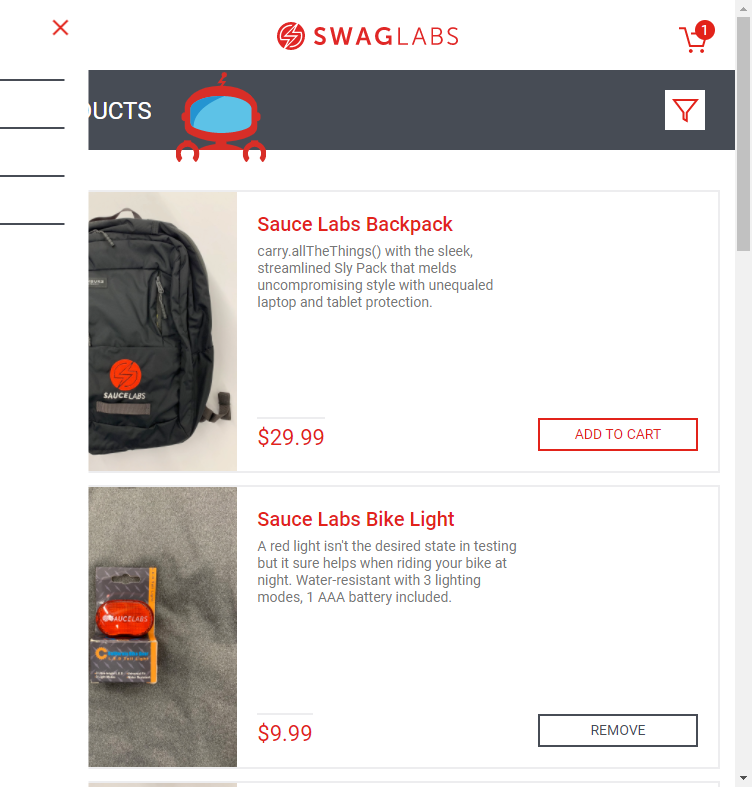 SWAGLABS
1
DUCTS
Sauce Labs Backpack
carry.allTheThings() with the sleek,
streamlined Sly Pack that melds
uncompromising style with unequaled
laptop and tablet protection.
SAUCELABS
$29.99
ADD TO CART
Sauce Labs Bike Light
A red light isn't the desired state in testing
but it sure helps when riding your bike at
night. Water-resistant with 3 lighting
modes, 1 AAA battery included.
SAUCELABS
$9.99
REMOVE